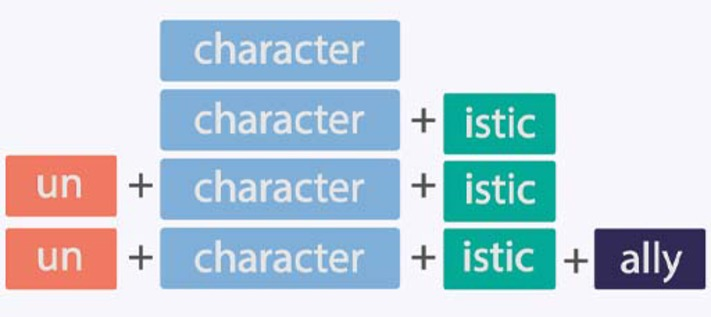 character
character + istic
un + character + istic
un + character + istic + ally